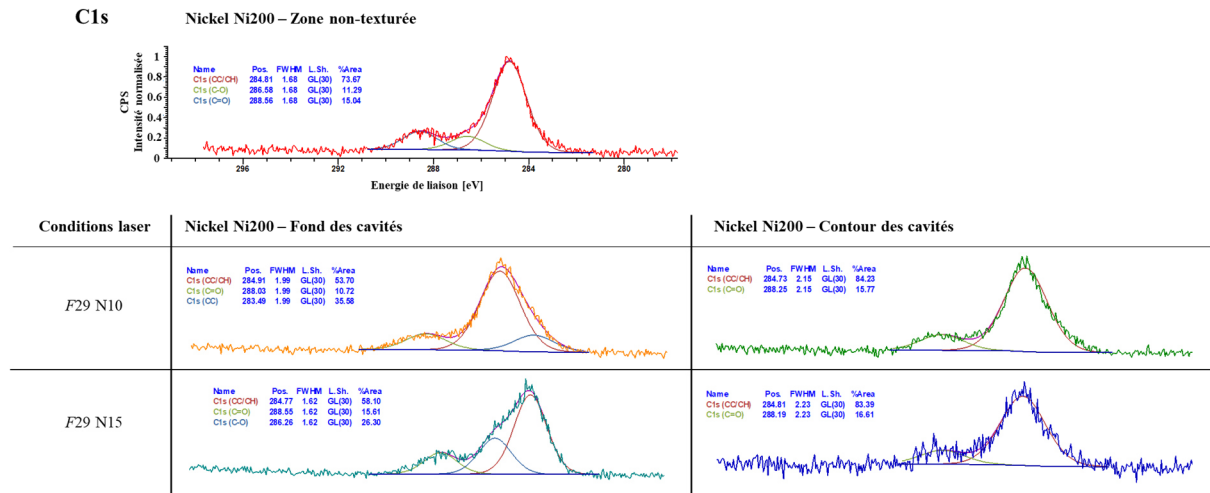 C1s
Nickel Ni200 – Zone non-texturée
CPS
Intensité normalisée
1
0.8
0.6
0.4
0.2
0
Name Pos. FWHM L.Sh. %Area
C1s (CC/CH) 284.81 1.68 GL(30) 73.67
C1s (C-O) 286.58 1.68 GL(30) 11.29
C1s (C=O) 288.56 1.68 GL(30) 15.04
296 292 288 284 280
Energie de liaison [eV]
Conditions laser
Nickel Ni200 – Fond des cavités
Nickel Ni200 – Contour des cavités
F29 N10
Name Pos. FWHM L.Sh. %Area
C1s (CC/CH) 284.91 1.99 GL(30) 53.70
C1s (C=O) 288.03 1.99 GL(30) 10.72
C1s (CC) 283.49 1.99 GL(30) 35.58
Name Pos. FWHM L.Sh. %Area
C1s (CC/CH) 284.73 2.15 GL(30) 84.23
C1s (C=O) 288.25 2.15 GL(30) 15.77
F29 N15
Name Pos. FWHM L.Sh. %Area
C1s (CC/CH) 284.77 1.62 GL(30) 58.10
C1s (C=O) 288.55 1.62 GL(30) 15.61
C1s (C-O) 286.26 1.62 GL(30) 26.30
Name Pos. FWHM L.Sh. %Area
C1s (CC/CH) 284.81 2.23 GL(30) 83.39
C1s (C=O) 288.19 2.23 GL(30) 16.61